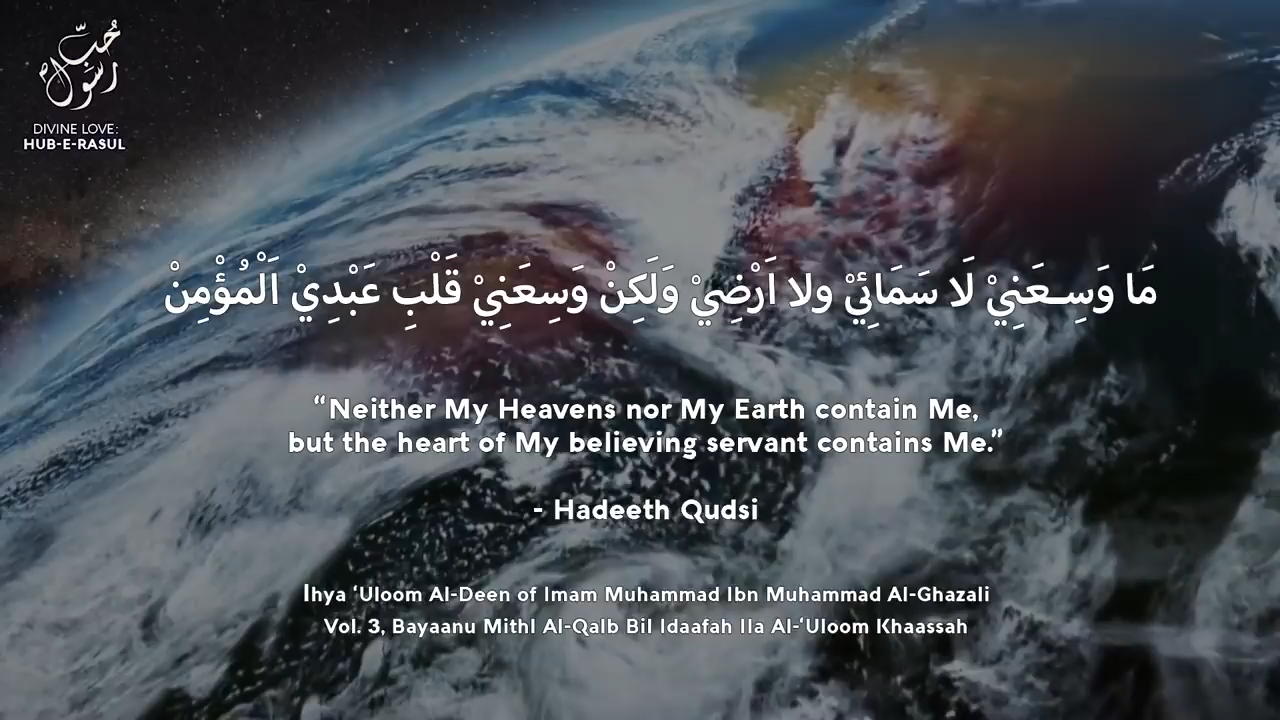 حُبِّ
رَسُول
DIVINE LOVE:
HUB-E-RASUL
مَا وَسِـعَنِيْ لَا سَمَائِيْ ولا اَرْضِيْ وَلَكِنْ وَسِعَنِيْ قَلْبِ عَبْدِيْ اَلْمُؤْمِنْ
“Neither My Heavens nor My Earth contain Me,
but the heart of My believing servant contains Me.”
- Hadeeth Qudsi
Ihya ‘Uloom Al-Deen of Imam Muhammad Ibn Muhammad Al-Ghazali
Vol. 3, Bayaanu Mithl Al-Qalb Bil Idaafah Ila Al-‘Uloom Khaassah